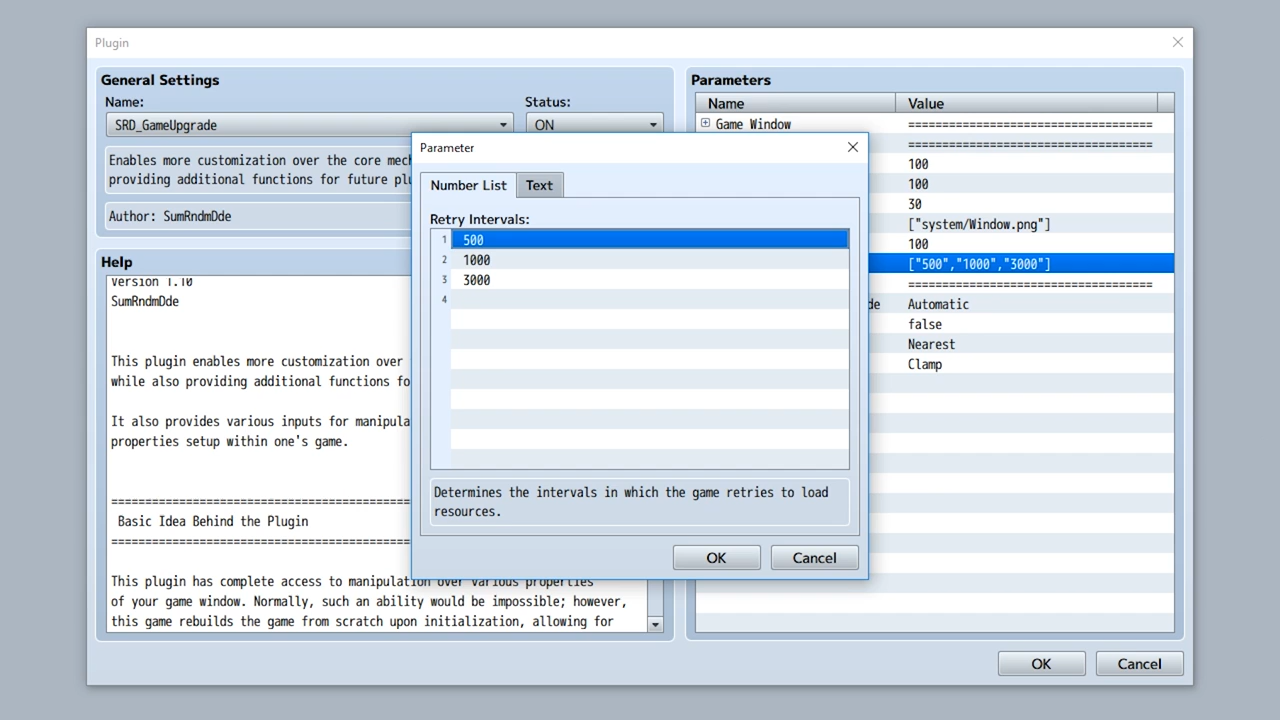 Plugin
General Settings
Name:
Status:
SRD_GameUpgrade
ON
Enables more customization over the core
providing additional functions for future
Author: SumRndmDde
Help
Version 1.10
SumRndmDde
This plugin enables more customization over
while also providing additional functions
It also provides various inputs for
properties setup within one's game.
==========================================
Basic Idea Behind the Plugin
==========================================
This plugin has complete access to manipulation over various properties
of your game window. Normally, such an ability would be impossible; however,
this game rebuilds the game from scratch upon initialization, allowing for
Parameter
Number List
Text
Retry Intervals:
1 500
2 1000
3 3000
4
Determines the intervals in which the game retries to load
resources.
OK
Cancel
Parameters
Name
Value
Game Window
===================================
===================================
100
100
30
["system/Window.png"]
100
["500","1000","3000"]
===================================
Automatic
false
Nearest
Clamp
OK
Cancel